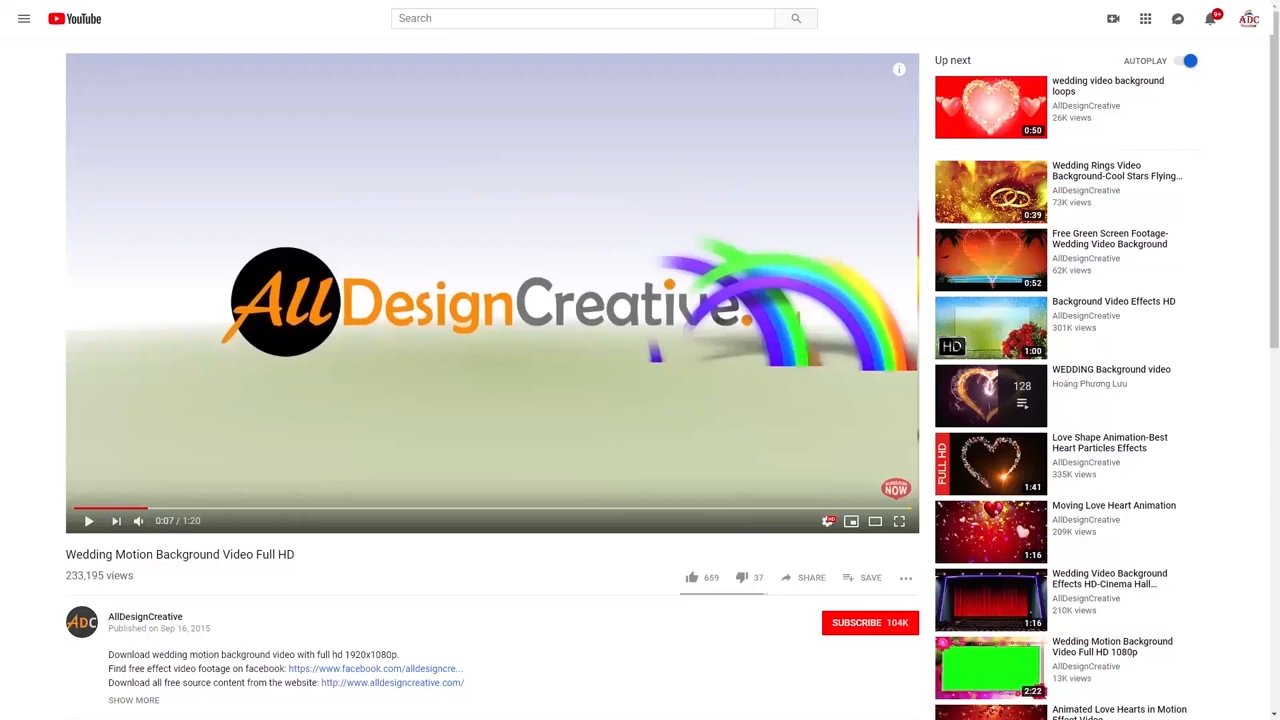 YouTube
Search
9+
ADC
AllDesignCreative.
SUBSCRIBE
NOW
0:07 / 1:20
HD
Wedding Motion Background Video Full HD
233,195 views
659
37
SHARE
SAVE
ADC
AllDesignCreative
Published on Sep 16, 2015
SUBSCRIBE 104K
Download wedding motion background video with full hd 1920x1080p.
Find free effect video footage on facebook: https://www.facebook.com/alldesigncre...
Download all free source content from the website: http://www.alldesigncreative.com/
SHOW MORE
Up next
AUTOPLAY
0:50
wedding video background
loops
AllDesignCreative
26K views
0:39
Wedding Rings Video
Background-Cool Stars Flying...
AllDesignCreative
73K views
0:52
Free Green Screen Footage-
Wedding Video Background
AllDesignCreative
62K views
HD
1:00
Background Video Effects HD
AllDesignCreative
301K views
128
WEDDING Background video
Hoàng Phương Lưu
FULL HD
1:41
Love Shape Animation-Best
Heart Particles Effects
AllDesignCreative
335K views
1:16
Moving Love Heart Animation
AllDesignCreative
209K views
1:16
Wedding Video Background
Effects HD-Cinema Hall...
AllDesignCreative
210K views
2:22
Wedding Motion Background
Video Full HD 1080p
AllDesignCreative
13K views
Animated Love Hearts in Motion
Effect Video